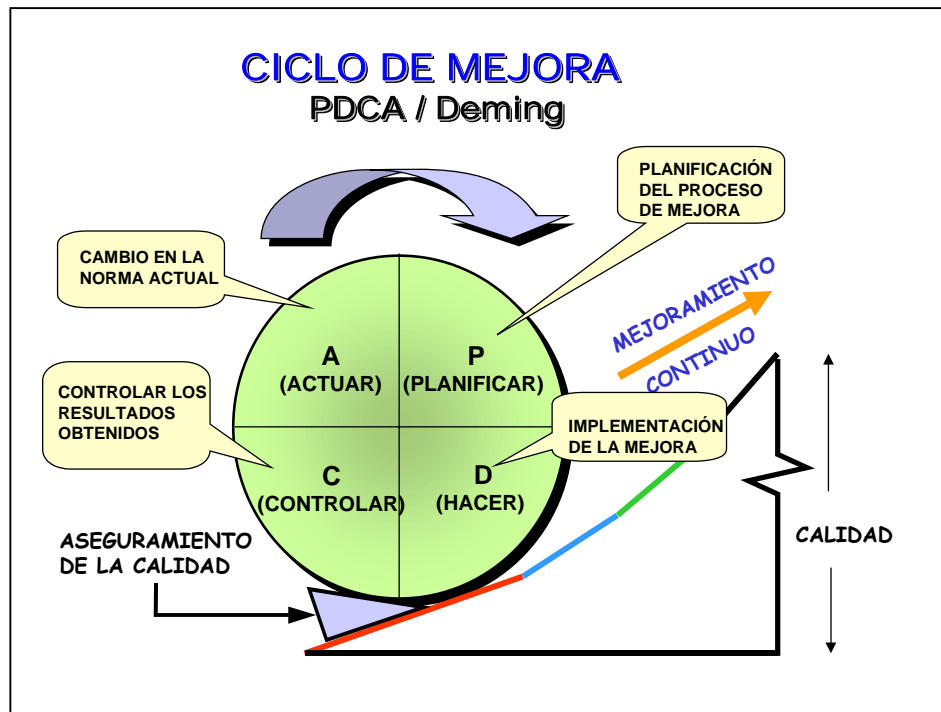 CICLO DE MEJORA
PDCA / Deming
PLANIFICACIÓN
DEL PROCESO
DE MEJORA
CAMBIO EN LA
NORMA ACTUAL
MEJORAMIENTO
CONTINUO
A
(ACTUAR)
P
(PLANIFICAR)
CONTROLAR LOS
RESULTADOS
OBTENIDOS
IMPLEMENTACIÓN
DE LA MEJORA
C
(CONTROLAR)
D
(HACER)
ASEGURAMIENTO
DE LA CALIDAD
CALIDAD